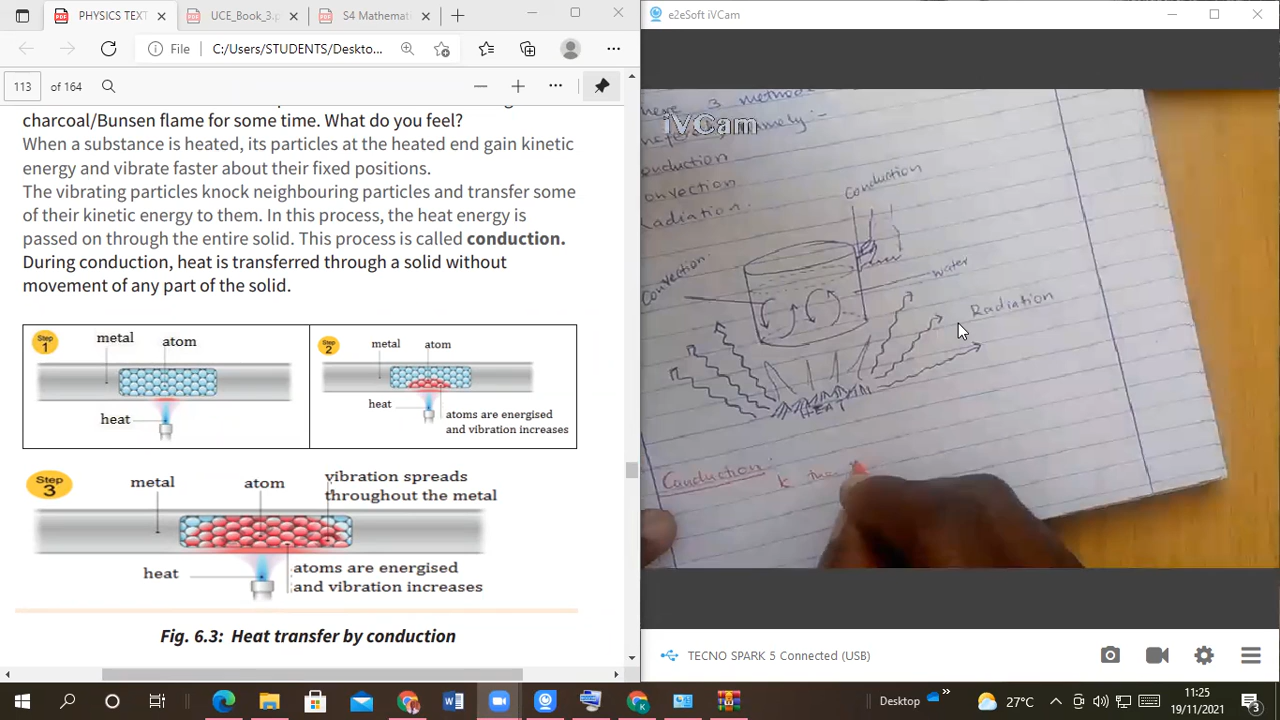 PHYSICS TEXT
UCE_Book_3.p
S4 Mathemat
File
C:/Users/STUDENTS/Deskto...
113
of 164
charcoal/Bunsen flame for some time. What do you feel?
When a substance is heated, its particles at the heated end gain kinetic
energy and vibrate faster about their fixed positions.
The vibrating particles knock neighbouring particles and transfer some
of their kinetic energy to them. In this process, the heat energy is
passed on through the entire solid. This process is called conduction.
During conduction, heat is transferred through a solid without
movement of any part of the solid.
Step 1
metal
atom
heat
Step 2
metal
atom
heat
atoms are energised
and vibration increases
Step 3
metal
atom
vibration spreads
throughout the metal
heat
atoms are energised
and vibration increases
Fig. 6.3: Heat transfer by conduction
e2eSoft iVCam
3 method
iVCam
namely:-
onduction
onvection
Radiation.
Conduction
Convection.
water
Radiation
HEAT
Conduction.
TECNO SPARK 5 Connected (USB)
Desktop
27°C
11:25
19/11/2021
3